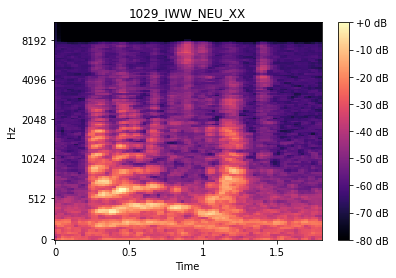 1029_IWW_NEU_XX
8192
4096
2048
1024
512
0
Hz
0
0.5
1
1.5
Time
+0 dB
-10 dB
-20 dB
-30 dB
-40 dB
-50 dB
-60 dB
-70 dB
-80 dB